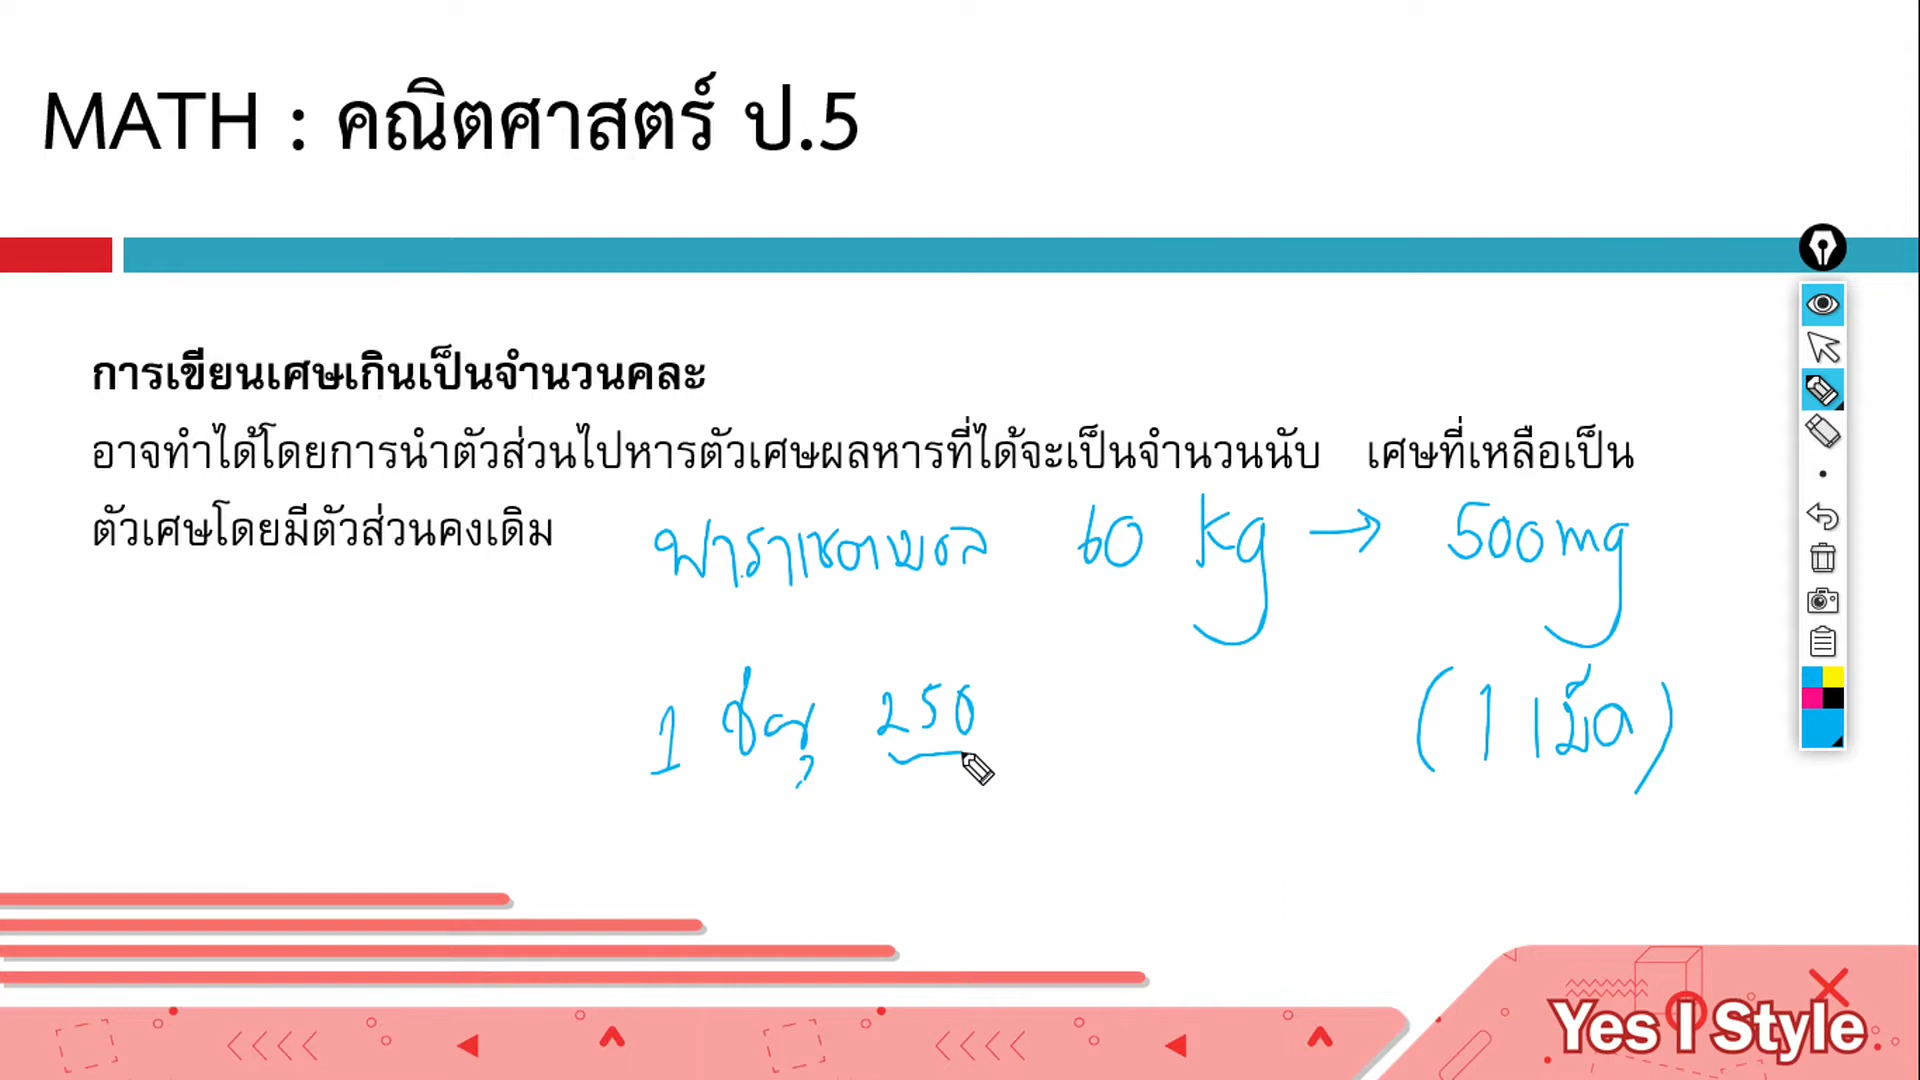 MATH : คณิตศาสตร์ ป.5
การเขียนเศษเกินเป็นจำนวนคละ
อาจทำได้โดยการนำตัวส่วนไปหารตัวเศษผลหารที่ได้จะเป็นจำนวนนับ เศษที่เหลือเป็น
ตัวเศษโดยมีตัวส่วนคงเดิม
พาราเซตามอล 60 kg → 500mg
1 250 (1 เม็ด)
Yes I Style